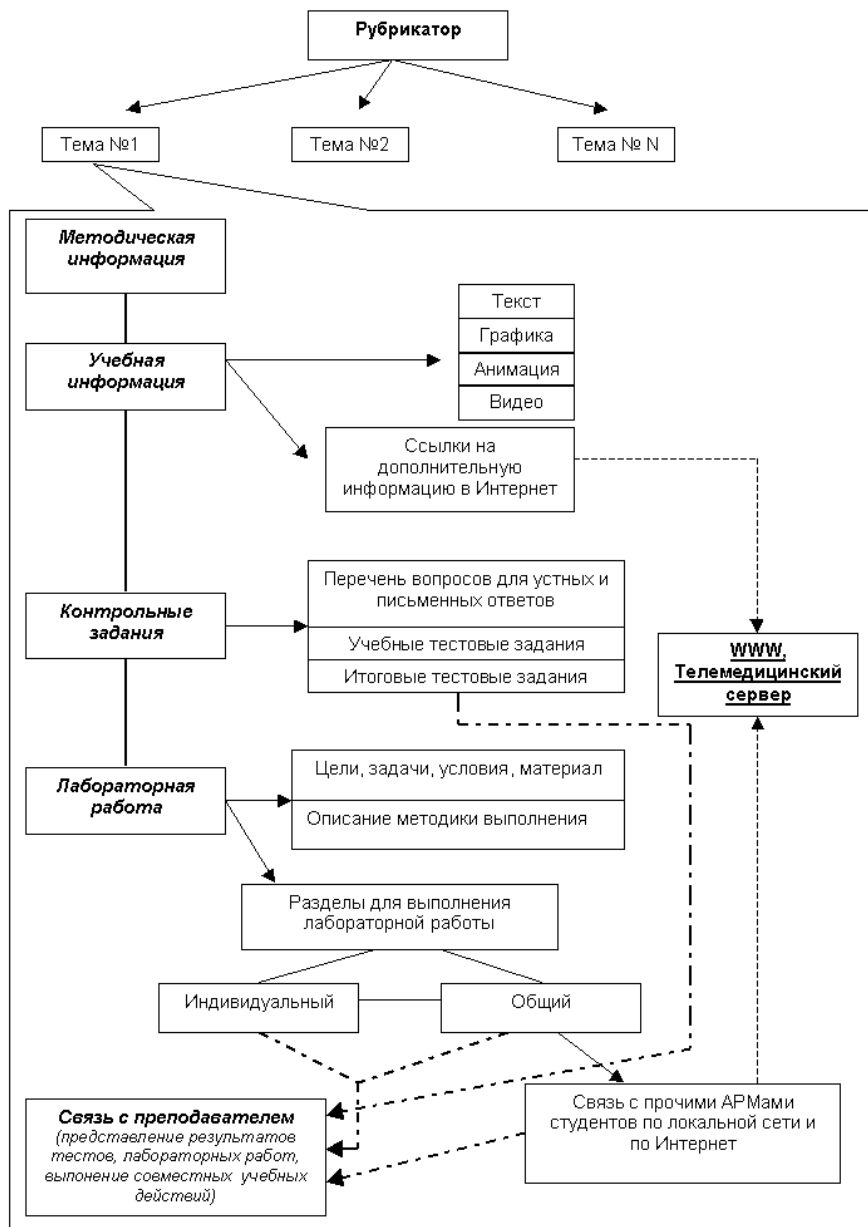 Рубрикатор
Тема №1
Тема №2
Тема № N
Методическая
информация
Текст
Графика
Анимация
Видео
Учебная
информация
Ссылки на
дополнительную
информацию в Интернет
Перечень вопросов для устных и
письменных ответов
Учебные тестовые задания
Итоговые тестовые задания
Контрольные
задания
WWW,
Телемедицинский
сервер
Цели, задачи, условия, материал
Описание методики выполнения
Лабораторная
работа
Разделы для выполнения
лабораторной работы
Индивидуальный
Общий
Связь с преподавателем
(представление результатов
тестов, лабораторных работ,
выпонение совместных учебных
действий)
Связь с прочими АРМами
студентов по локальной сети и
по Интернет